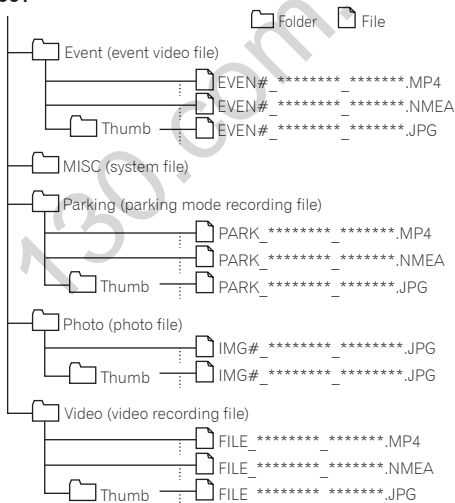 Folder File
Event (event video file)
EVEN#_********_*******.MP4
EVEN#_********_*******.NMEA
Thumb EVEN#_********_*******.JPG
MISC (system file)
Parking (parking mode recording file)
PARK_********_*******.MP4
PARK_********_*******.NMEA
Thumb PARK_********_*******.JPG
Photo (photo file)
IMG#_********_********.JPG
Thumb IMG#_********_********.JPG
Video (video recording file)
FILE_********_*******.MP4
FILE_********_*******.NMEA
Thumb FILE_********_*******.JPG
130.com.